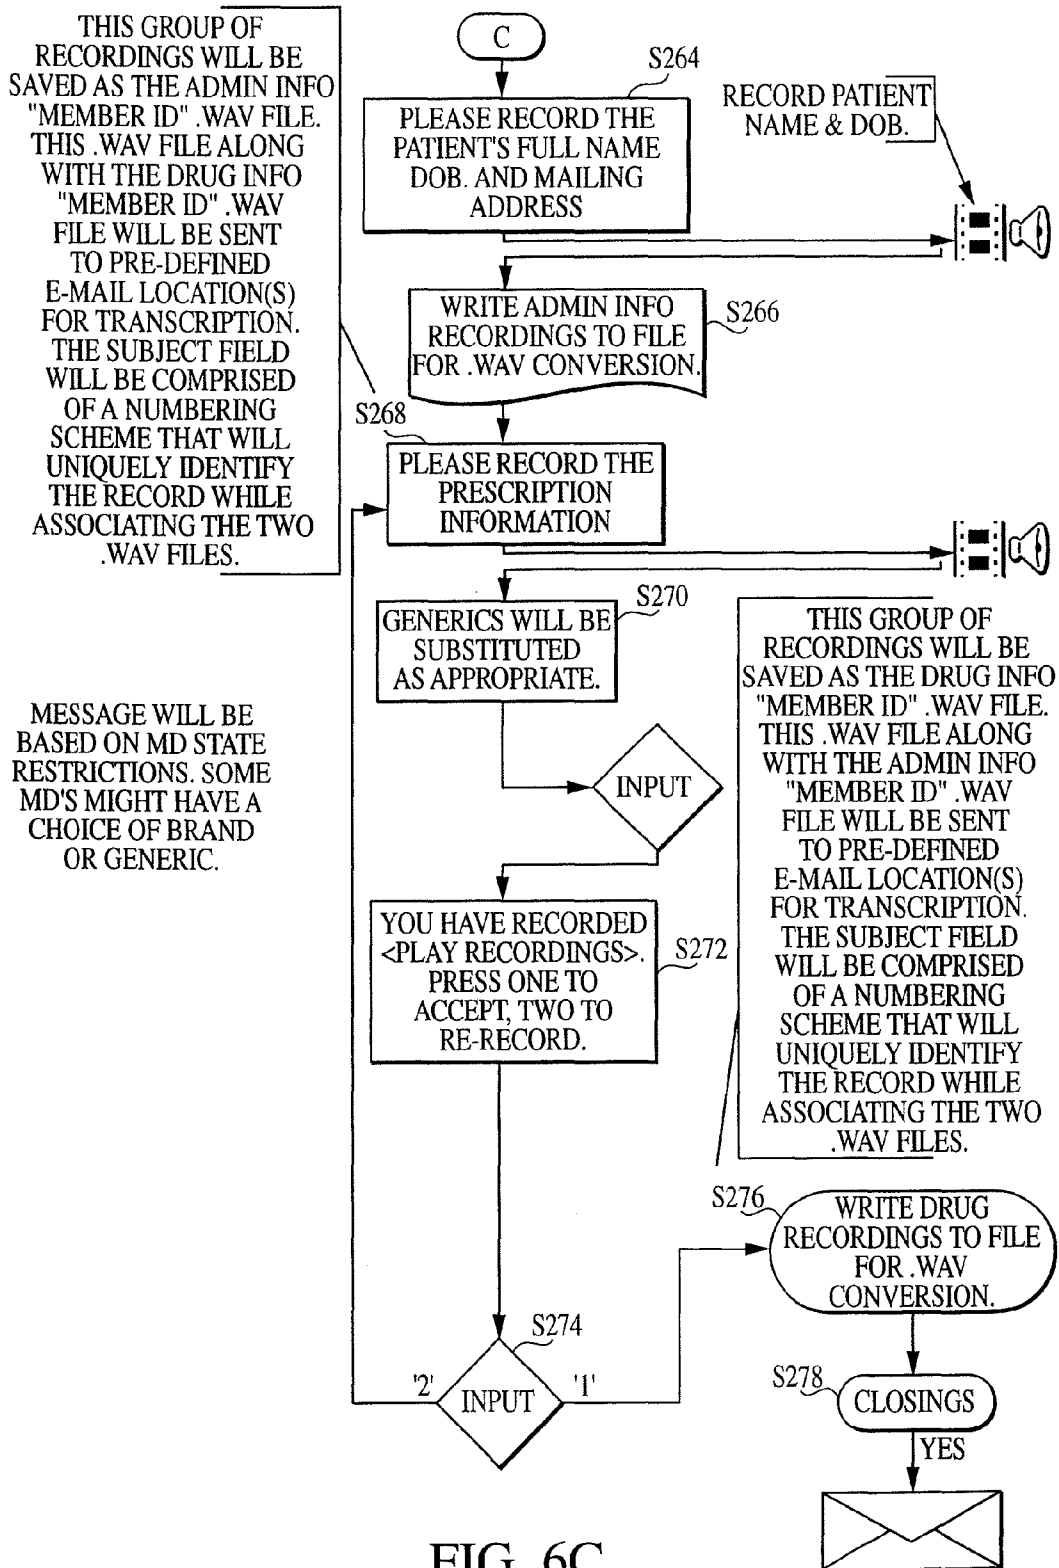 THIS GROUP OF
RECORDINGS WILL BE
SAVED AS THE ADMIN INFO
"MEMBER ID" .WAV FILE.
THIS .WAV FILE ALONG
WITH THE DRUG INFO
"MEMBER ID" .WAV
FILE WILL BE SENT
TO PRE-DEFINED
E-MAIL LOCATION(S)
FOR TRANSCRIPTION.
THE SUBJECT FIELD
WILL BE COMPRISED
OF A NUMBERING
SCHEME THAT WILL
UNIQUELY IDENTIFY
THE RECORD WHILE
ASSOCIATING THE TWO
.WAV FILES.
C
S264
PLEASE RECORD THE
PATIENT'S FULL NAME
DOB. AND MAILING
ADDRESS
RECORD PATIENT
NAME & DOB.
WRITE ADMIN INFO
RECORDINGS TO FILE
FOR .WAV CONVERSION.
S266
S268
PLEASE RECORD THE
PRESCRIPTION
INFORMATION
S270
GENERICS WILL BE
SUBSTITUTED
AS APPROPRIATE.
MESSAGE WILL BE
BASED ON MD STATE
RESTRICTIONS. SOME
MD'S MIGHT HAVE A
CHOICE OF BRAND
OR GENERIC.
INPUT
THIS GROUP OF
RECORDINGS WILL BE
SAVED AS THE DRUG INFO
"MEMBER ID" .WAV FILE.
THIS .WAV FILE ALONG
WITH THE ADMIN INFO
"MEMBER ID" .WAV
FILE WILL BE SENT
TO PRE-DEFINED
E-MAIL LOCATION(S)
FOR TRANSCRIPTION.
THE SUBJECT FIELD
WILL BE COMPRISED
OF A NUMBERING
SCHEME THAT WILL
UNIQUELY IDENTIFY
THE RECORD WHILE
ASSOCIATING THE TWO
.WAV FILES.
YOU HAVE RECORDED
<PLAY RECORDINGS>.
PRESS ONE TO
ACCEPT, TWO TO
RE-RECORD.
S272
S274
'2'
INPUT
'1'
S276
WRITE DRUG
RECORDINGS TO FILE
FOR .WAV
CONVERSION.
S278
CLOSINGS
YES
FIG. 6C